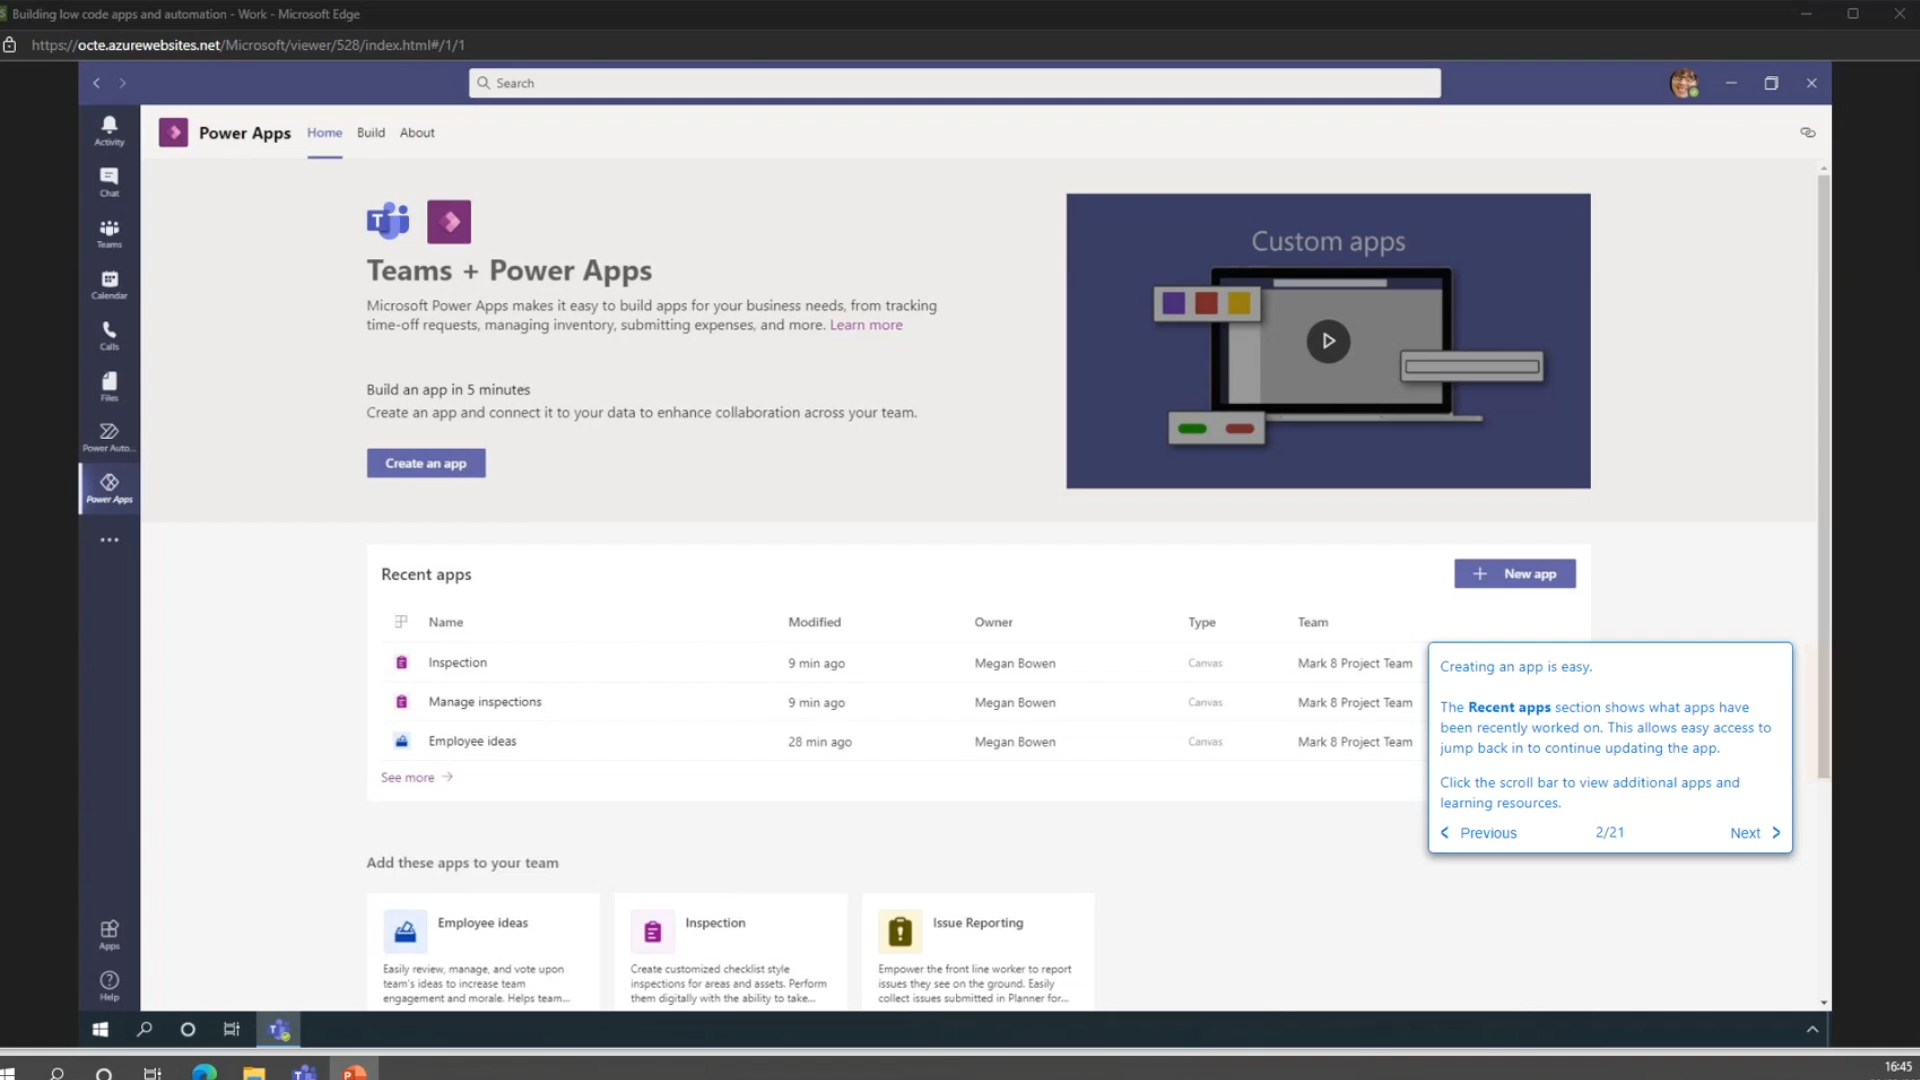 Building low code apps and automation - Work - Microsoft Edge
https://octe.azurewebsites.net/Microsoft/viewer/528/index.html#/1/1
Search
Activity
Chat
Teams
Calendar
Calls
Files
Power Auto...
Power Apps
Apps
Help
Power Apps Home Build About
Teams + Power Apps
Microsoft Power Apps makes it easy to build apps for your business needs, from tracking
time-off requests, managing inventory, submitting expenses, and more. Learn more
Build an app in 5 minutes
Create an app and connect it to your data to enhance collaboration across your team.
Create an app
Custom apps
Recent apps
New app
Name Modified Owner Type Team
Inspection 9 min ago Megan Bowen Canvas Mark 8 Project Team
Manage inspections 9 min ago Megan Bowen Canvas Mark 8 Project Team
Employee ideas 28 min ago Megan Bowen Canvas Mark 8 Project Team
See more
Creating an app is easy.
The Recent apps section shows what apps have
been recently worked on. This allows easy access to
jump back in to continue updating the app.
Click the scroll bar to view additional apps and
learning resources.
Previous 2/21 Next
Add these apps to your team
Employee ideas
Easily review, manage, and vote upon
team's ideas to increase team
engagement and morale. Helps team...
Inspection
Create customized checklist style
inspections for areas and assets. Perform
them digitally with the ability to take...
Issue Reporting
Empower the front line worker to report
issues they see on the ground. Easily
collect issues submitted in Planner for...
16:45